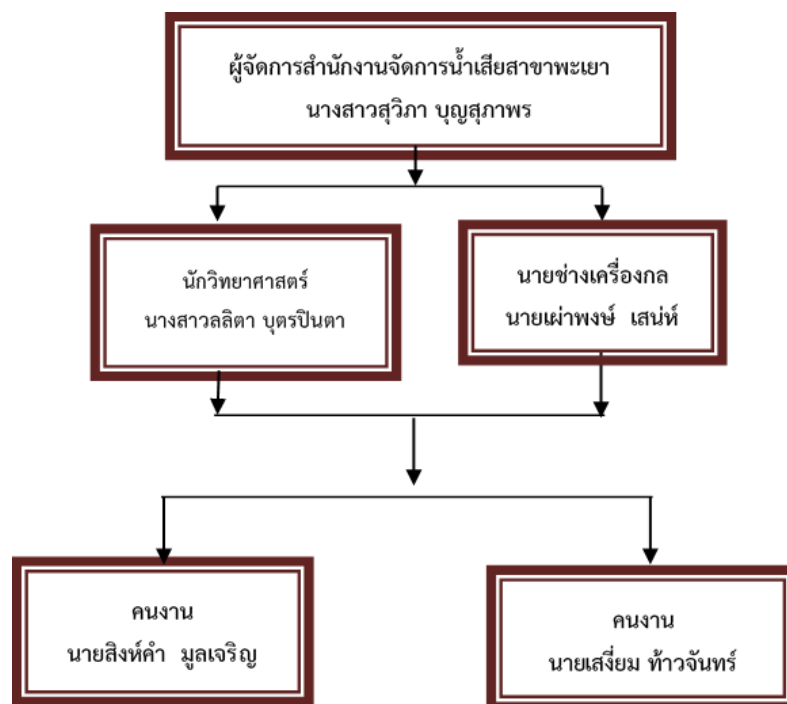 ผู้จัดการสำนักงานจัดการน้ำเสียสาขาพะเยา
นางสาวสุวิภา บุญสุภาพร
นักวิทยาศาสตร์
นางสาวลลิตา บุตรปินตา
นายช่างเครื่องกล
นายเผ่าพงษ์ เสน่ห์
คนงาน
นายสิงห์คำ มูลเจริญ
คนงาน
นายเสงี่ยม ท้าวจันทร์